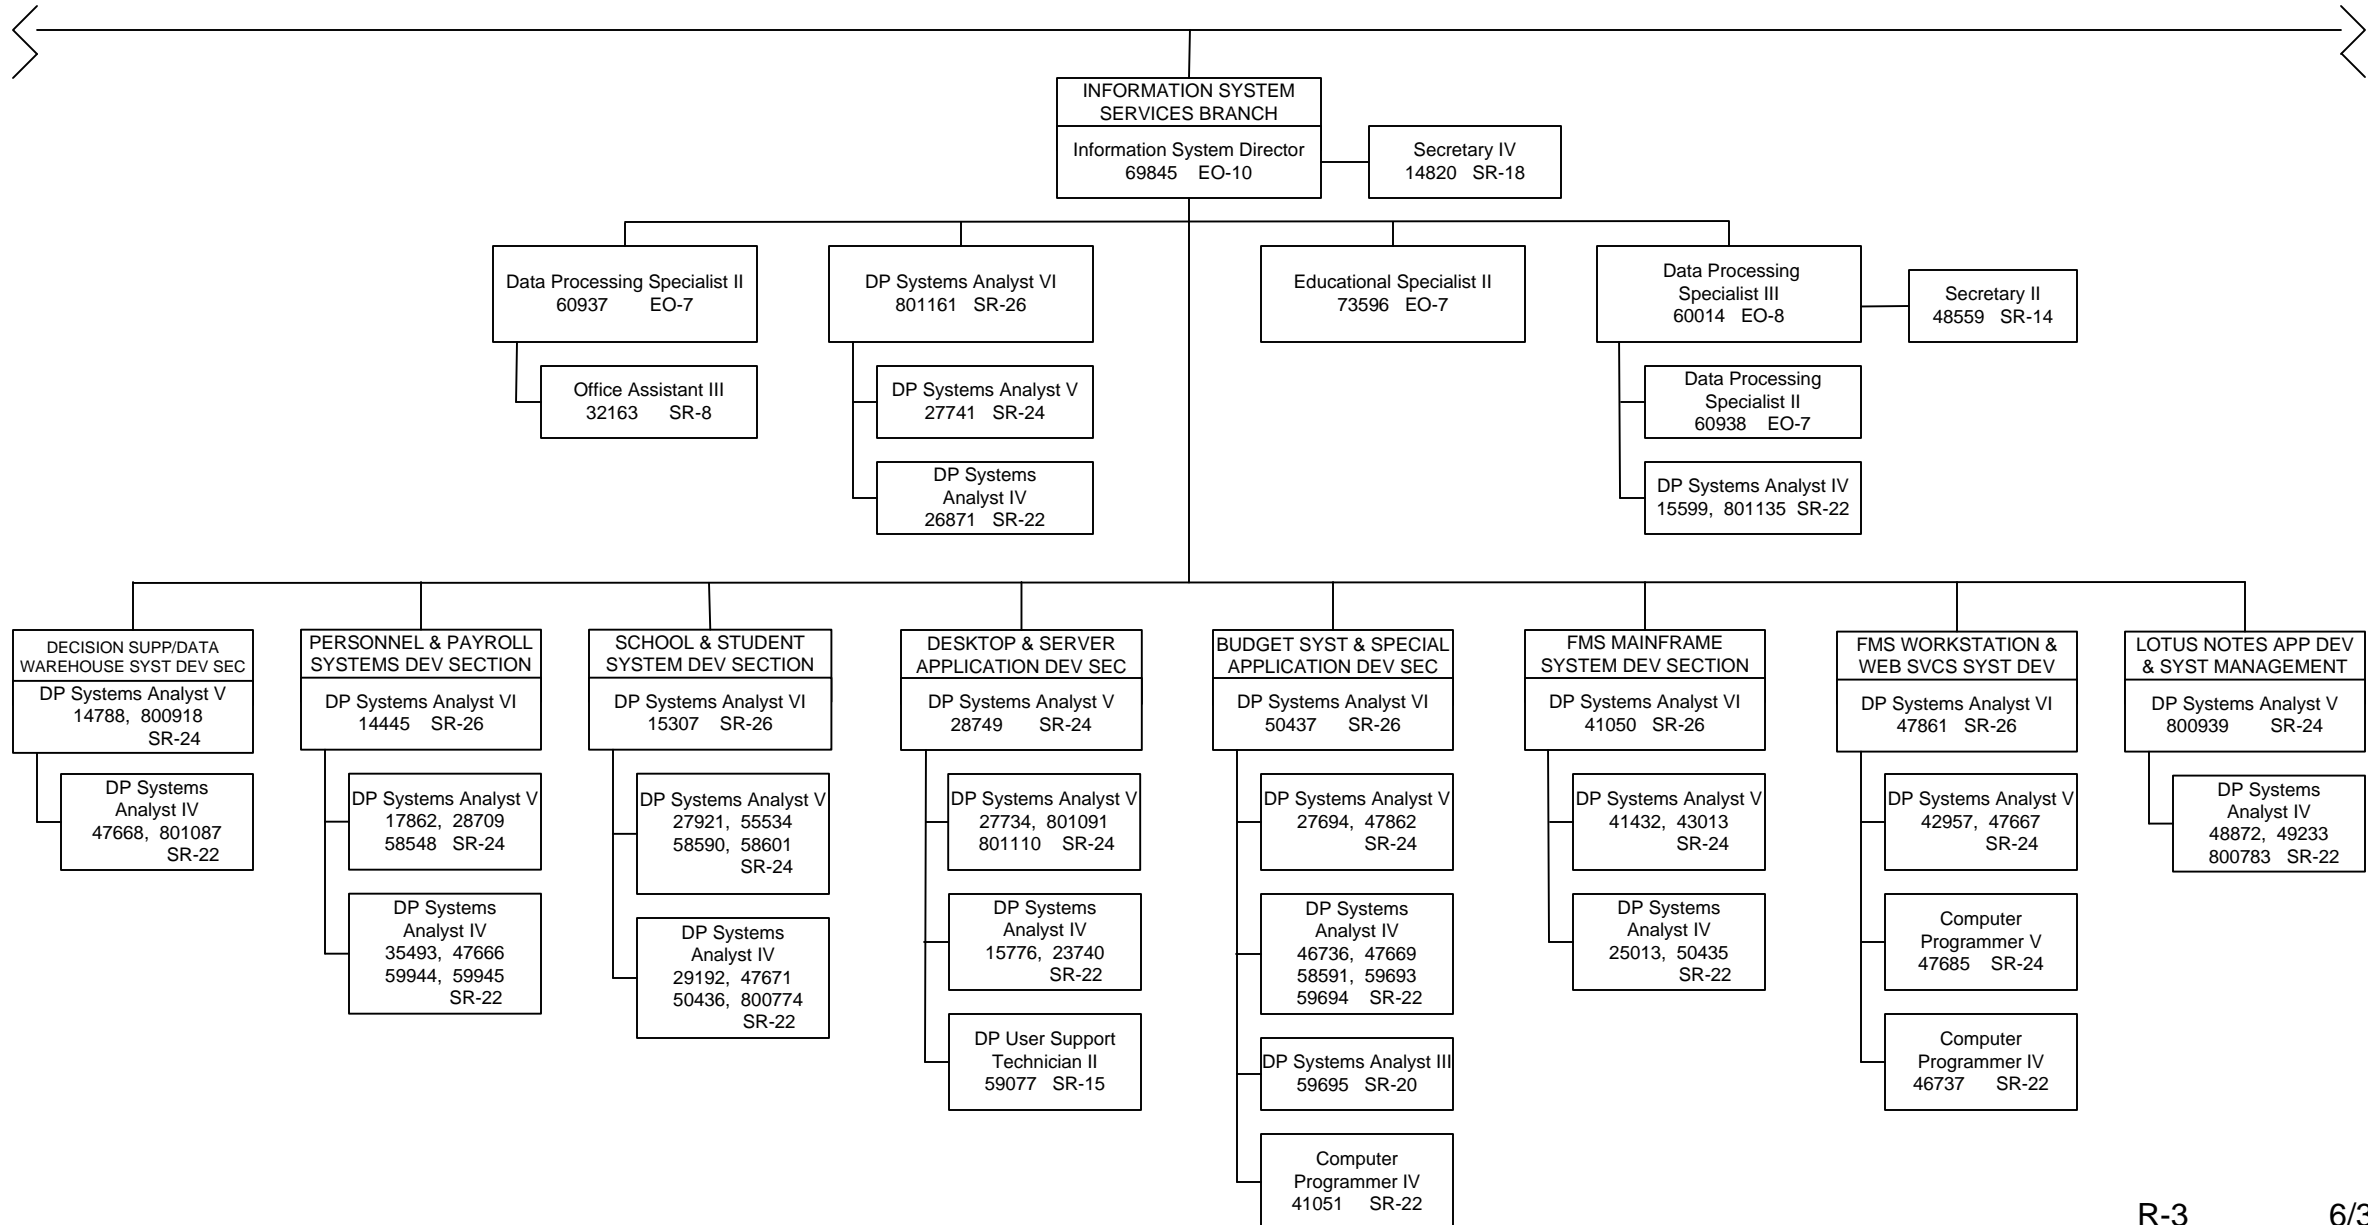 INFORMATION SYSTEM
SERVICES BRANCH
Information System Director
69845 EO-10
Secretary IV
14820 SR-18
Data Processing Specialist II
60937 EO-7
Office Assistant III
32163 SR-8
DP Systems Analyst VI
801161 SR-26
DP Systems Analyst V
27741 SR-24
DP Systems
Analyst IV
26871 SR-22
Educational Specialist II
73596 EO-7
Data Processing
Specialist III
60014 EO-8
Secretary II
48559 SR-14
Data Processing
Specialist II
60938 EO-7
DP Systems Analyst IV
15599, 801135 SR-22
DECISION SUPP/DATA
WAREHOUSE SYST DEV SEC
DP Systems Analyst V
14788, 800918
SR-24
DP Systems
Analyst IV
47668, 801087
SR-22
PERSONNEL & PAYROLL
SYSTEMS DEV SECTION
DP Systems Analyst VI
14445 SR-26
DP Systems Analyst V
17862, 28709
58548 SR-24
DP Systems
Analyst IV
35493, 47666
59944, 59945
SR-22
SCHOOL & STUDENT
SYSTEM DEV SECTION
DP Systems Analyst VI
15307 SR-26
DP Systems Analyst V
27921, 55534
58590, 58601
SR-24
DP Systems
Analyst IV
29192, 47671
50436, 800774
SR-22
DESKTOP & SERVER
APPLICATION DEV SEC
DP Systems Analyst V
28749 SR-24
DP Systems Analyst V
27734, 801091
801110 SR-24
DP Systems
Analyst IV
15776, 23740
SR-22
DP User Support
Technician II
59077 SR-15
BUDGET SYST & SPECIAL
APPLICATION DEV SEC
DP Systems Analyst VI
50437 SR-26
DP Systems Analyst V
27694, 47862
SR-24
DP Systems
Analyst IV
46736, 47669
58591, 59693
59694 SR-22
DP Systems Analyst III
59695 SR-20
Computer
Programmer IV
41051 SR-22
FMS MAINFRAME
SYSTEM DEV SECTION
DP Systems Analyst VI
41050 SR-26
DP Systems Analyst V
41432, 43013
SR-24
DP Systems
Analyst IV
25013, 50435
SR-22
FMS WORKSTATION &
WEB SVCS SYST DEV
DP Systems Analyst VI
47861 SR-26
DP Systems Analyst V
42957, 47667
SR-24
Computer
Programmer V
47685 SR-24
Computer
Programmer IV
46737 SR-22
LOTUS NOTES APP DEV
& SYST MANAGEMENT
DP Systems Analyst V
800939 SR-24
DP Systems
Analyst IV
48872, 49233
800783 SR-22
R-3 6/3